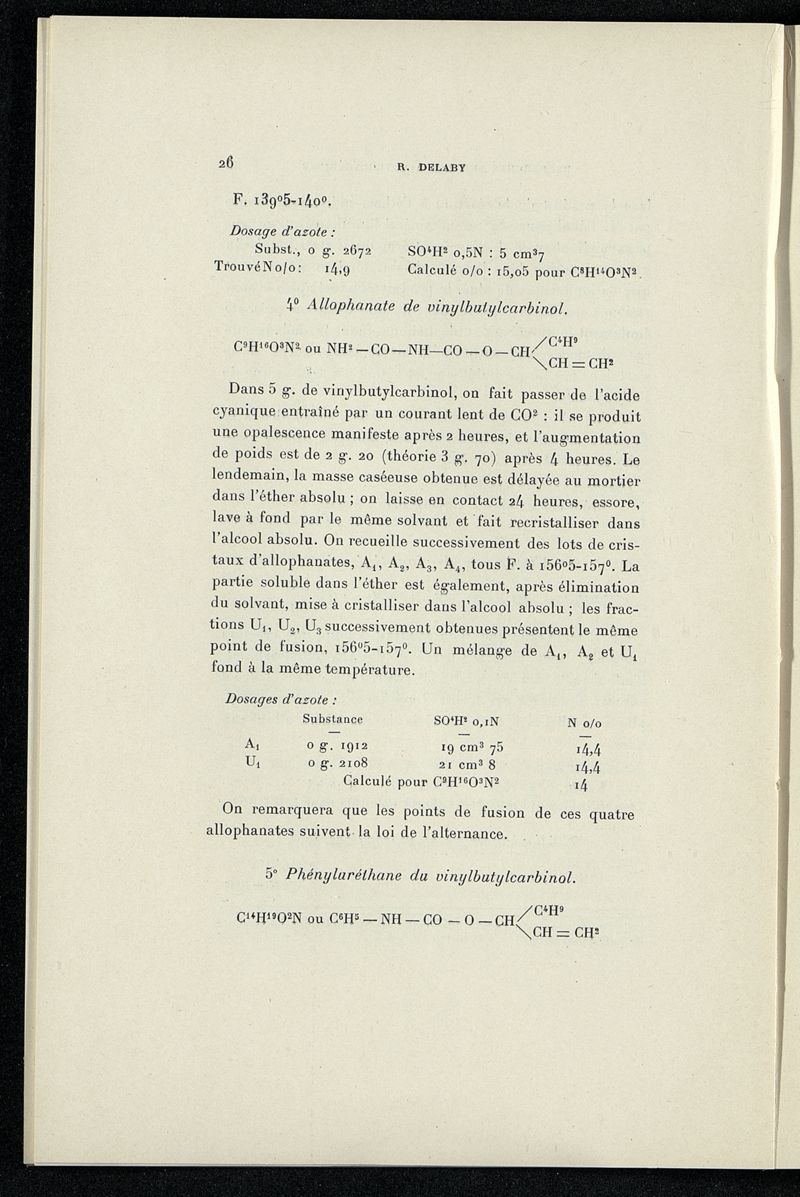 26
R. DELABY
F. 139°5-140°.
Dosage d'azote :
Subst., 0 g. 2672 SO⁴H² 0,5N : 5 cm³7
TrouvéNo/o: 14,9 Calculé o/o : 15,05 pour C⁸H¹⁴O³N².
4° Allophanate de vinylbutylcarbinol.
C⁹H¹⁶O³N² ou NH² — CO — NH — CO — O — CH⟨C⁴H⁹
CH = CH²
Dans 5 g. de vinylbutylcarbinol, on fait passer de l'acide
cyanique entraîné par un courant lent de CO² : il se produit
une opalescence manifeste après 2 heures, et l'augmentation
de poids est de 2 g. 20 (théorie 3 g. 70) après 4 heures. Le
lendemain, la masse caséeuse obtenue est délayée au mortier
dans l'éther absolu ; on laisse en contact 24 heures, essore,
lave à fond par le même solvant et fait recristalliser dans
l'alcool absolu. On recueille successivement des lots de cris-
taux d'allophanates, A₁, A₂, A₃, A₄, tous F. à 156°5-157°. La
partie soluble dans l'éther est également, après élimination
du solvant, mise à cristalliser dans l'alcool absolu ; les frac-
tions U₁, U₂, U₃ successivement obtenues présentent le même
point de fusion, 156°5-157°. Un mélange de A₁, A₂ et U₁
fond à la même température.
Dosages d'azote :
Substance SO⁴H² 0,1N N o/o
A₁ 0 g. 1912 19 cm³ 75 14,4
U₁ 0 g. 2108 21 cm³ 8 14,4
Calculé pour C⁹H¹⁶O³N² 14
On remarquera que les points de fusion de ces quatre
allophanates suivent la loi de l'alternance.
5° Phényluréthane du vinylbutylcarbinol.
C¹⁴H¹⁹O²N ou C⁶H⁵ — NH — CO — O — CH⟨C⁴H⁹
CH = CH²